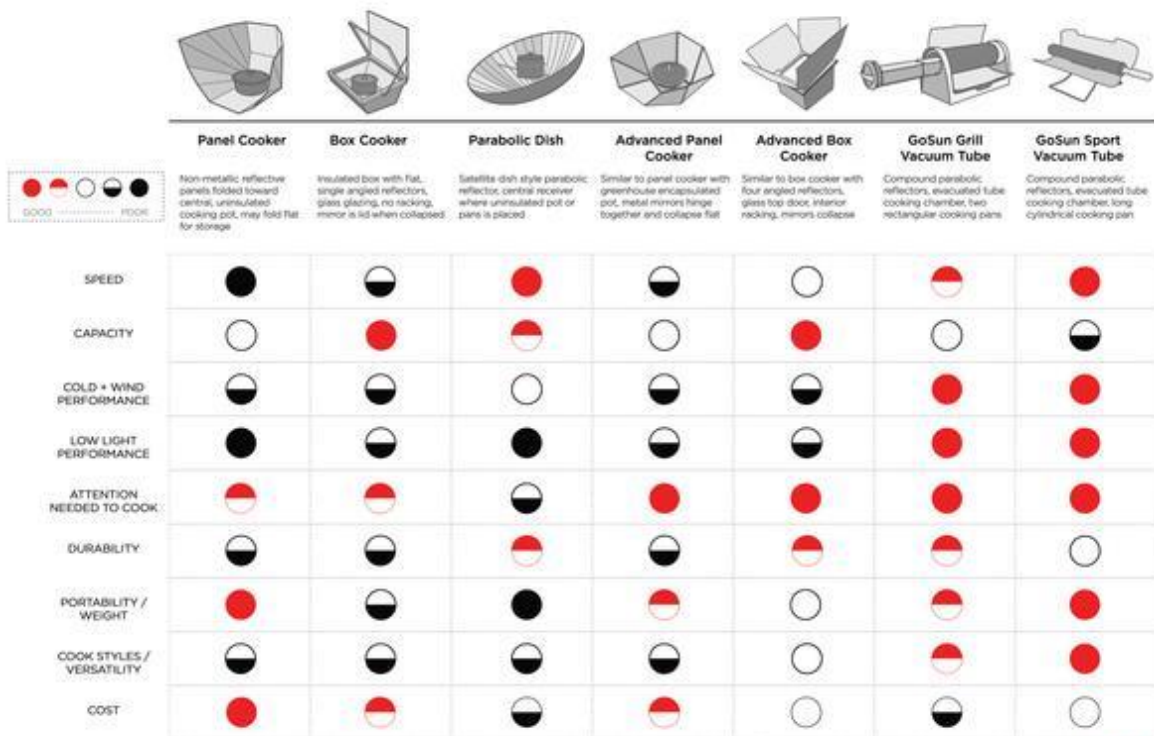 Panel Cooker
Box Cooker
Parabolic Dish
Advanced Panel
Cooker
Advanced Box
Cooker
GoSun Grill
Vacuum Tube
GoSun Sport
Vacuum Tube
GOOD
POOR
Non-metallic reflective
panels folded toward
central, uninsulated
cooking pot, may fold flat
for storage
Insulated box with flat,
single angled reflectors,
glass glazing, no racking,
mirror is lid when collapsed
Satellite dish style parabolic
reflector, central receiver
where uninsulated pot or
pans is placed
Similar to panel cooker with
greenhouse encapsulated
pot, metal mirrors hinge
together and collapse flat
Similar to box cooker with
four angled reflectors,
glass top door, interior
racking, mirrors collapse
Compound parabolic
reflectors, evacuated tube
cooking chamber, two
rectangular cooking pans
Compound parabolic
reflectors, evacuated tube
cooking chamber, long
cylindrical cooking pan
SPEED
CAPACITY
COLD + WIND
PERFORMANCE
LOW LIGHT
PERFORMANCE
ATTENTION
NEEDED TO COOK
DURABILITY
PORTABILITY /
WEIGHT
COOK STYLES /
VERSATILITY
COST